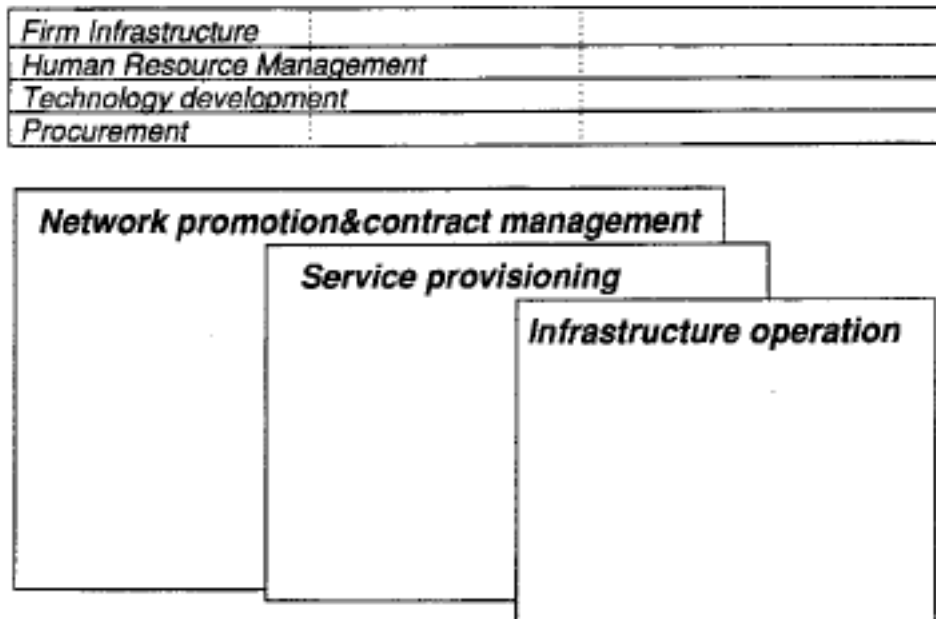 Firm Infrastructure
Human Resource Management
Technology development
Procurement
Network promotion&contract management
Service provisioning
Infrastructure operation